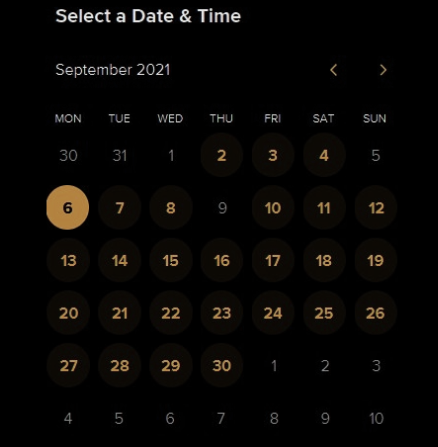 Select a Date & Time
September 2021
MON TUE WED THU FRI SAT SUN
30 31 1 2 3 4 5
6 7 8 9 10 11 12
13 14 15 16 17 18 19
20 21 22 23 24 25 26
27 28 29 30 1 2 3
4 5 6 7 8 9 10